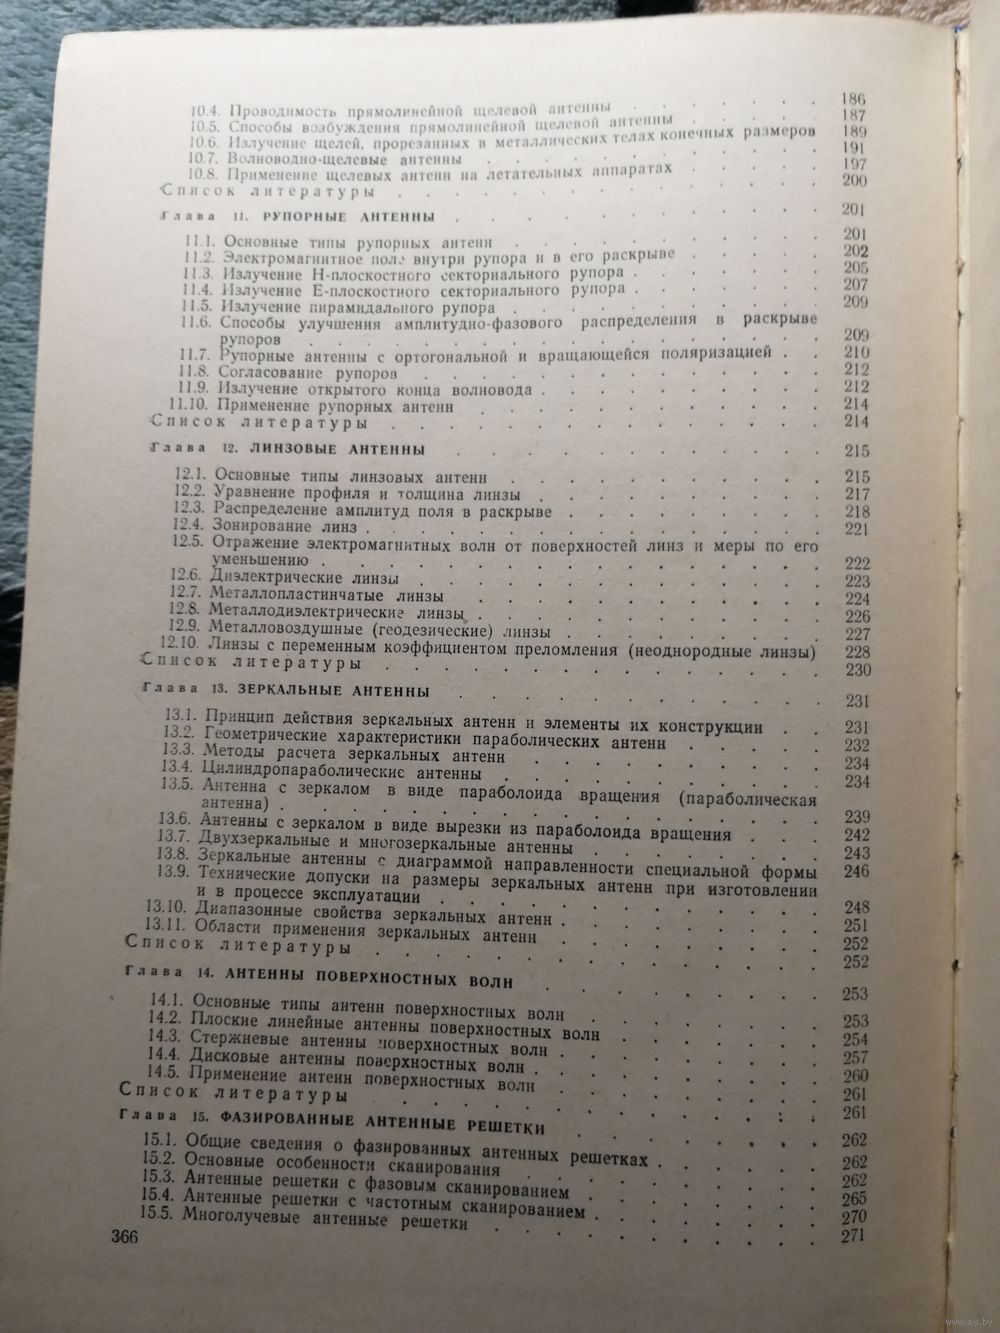 10.4. Проводимость прямолинейной щелевой антенны . . . . . . 186
10.5. Способы возбуждения прямолинейной щелевой антенны . . . . 187
10.6. Излучение щелей, прорезанных в металлических телах конечных размеров 189
10.7. Волноводно-щелевые антенны . . . . . . . . . . 191
10.8. Применение щелевых антенн на летательных аппаратах . . . . 197
Список литературы . . . . . . . . . . . . 200
Глава 11. РУПОРНЫЕ АНТЕННЫ . . . . . . . . . . 201
11.1. Основные типы рупорных антенн . . . . . . . . . 201
11.2. Электромагнитное поле внутри рупора и в его раскрыве . . . . 202
11.3. Излучение Н-плоскостного секториального рупора . . . . . 205
11.4. Излучение Е-плоскостного секториального рупора . . . . . 207
11.5. Излучение пирамидального рупора . . . . . . . . 209
11.6. Способы улучшения амплитудно-фазового распределения в раскрыве
рупоров . . . . . . . . . . . . . 209
11.7. Рупорные антенны с ортогональной и вращающейся поляризацией . . 210
11.8. Согласование рупоров . . . . . . . . . . . 212
11.9. Излучение открытого конца волновода . . . . . . . . 212
11.10. Применение рупорных антенн . . . . . . . . . 214
Список литературы . . . . . . . . . . . . 214
Глава 12. ЛИНЗОВЫЕ АНТЕННЫ . . . . . . . . . . 215
12.1. Основные типы линзовых антенн . . . . . . . . . 215
12.2. Уравнение профиля и толщина линзы . . . . . . . . 217
12.3. Распределение амплитуд поля в раскрыве . . . . . . . 218
12.4. Зонирование линз . . . . . . . . . . . . 221
12.5. Отражение электромагнитных волн от поверхностей линз и меры по его
уменьшению . . . . . . . . . . . . . 222
12.6. Диэлектрические линзы . . . . . . . . . . . 223
12.7. Металлопластинчатые линзы . . . . . . . . . . 224
12.8. Металлодиэлектрические линзы . . . . . . . . . . 226
12.9. Металловоздушные (геодезические) линзы . . . . . . . 227
12.10. Линзы с переменным коэффициентом преломления (неоднородные линзы) 228
Список литературы . . . . . . . . . . . . 230
Глава 13. ЗЕРКАЛЬНЫЕ АНТЕННЫ . . . . . . . . . . 231
13.1. Принцип действия зеркальных антенн и элементы их конструкции . . 231
13.2. Геометрические характеристики параболических антенн . . . . 232
13.3. Методы расчета зеркальных антенн . . . . . . . . 234
13.4. Цилиндропараболические антенны . . . . . . . . . 234
13.5. Антенна с зеркалом в виде параболоида вращения (параболическая
антенна) . . . . . . . . . . . . . . 239
13.6. Антенны с зеркалом в виде вырезки из параболоида вращения . . . 242
13.7. Двухзеркальные и многозеркальные антенны . . . . . . 243
13.8. Зеркальные антенны с диаграммой направленности специальной формы 246
13.9. Технические допуски на размеры зеркальных антенн при изготовлении
и в процессе эксплуатации . . . . . . . . . . 248
13.10. Диапазонные свойства зеркальных антенн . . . . . . . 251
13.11. Области применения зеркальных антенн . . . . . . . 252
Список литературы . . . . . . . . . . . . 252
Глава 14. АНТЕННЫ ПОВЕРХНОСТНЫХ ВОЛН . . . . . . . 253
14.1. Основные типы антенн поверхностных волн . . . . . . 253
14.2. Плоские линейные антенны поверхностных волн . . . . . 254
14.3. Стержневые антенны поверхностных волн . . . . . . . 257
14.4. Дисковые антенны поверхностных волн . . . . . . . . 260
14.5. Применение антенн поверхностных волн . . . . . . . 261
Список литературы . . . . . . . . . . . . 261
Глава 15. ФАЗИРОВАННЫЕ АНТЕННЫЕ РЕШЕТКИ . . . . . . 262
15.1. Общие сведения о фазированных антенных решетках . . . . . 262
15.2. Основные особенности сканирования . . . . . . . . 262
15.3. Антенные решетки с фазовым сканированием . . . . . . 265
15.4. Антенные решетки с частотным сканированием . . . . . . 270
15.5. Многолучевые антенные решетки . . . . . . . . . 271
366
www.ay.by